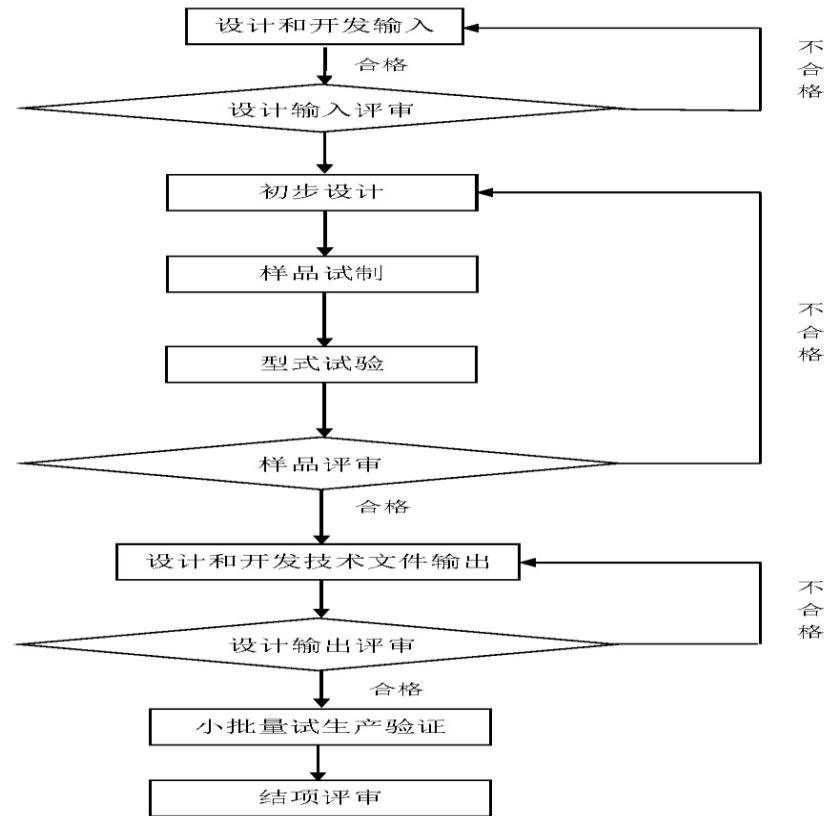 设计和开发输入
合格
设计输入评审
不合格
初步设计
样品试制
型式试验
不合格
样品评审
合格
设计和开发技术文件输出
不合格
设计输出评审
合格
小批量试生产验证
结项评审